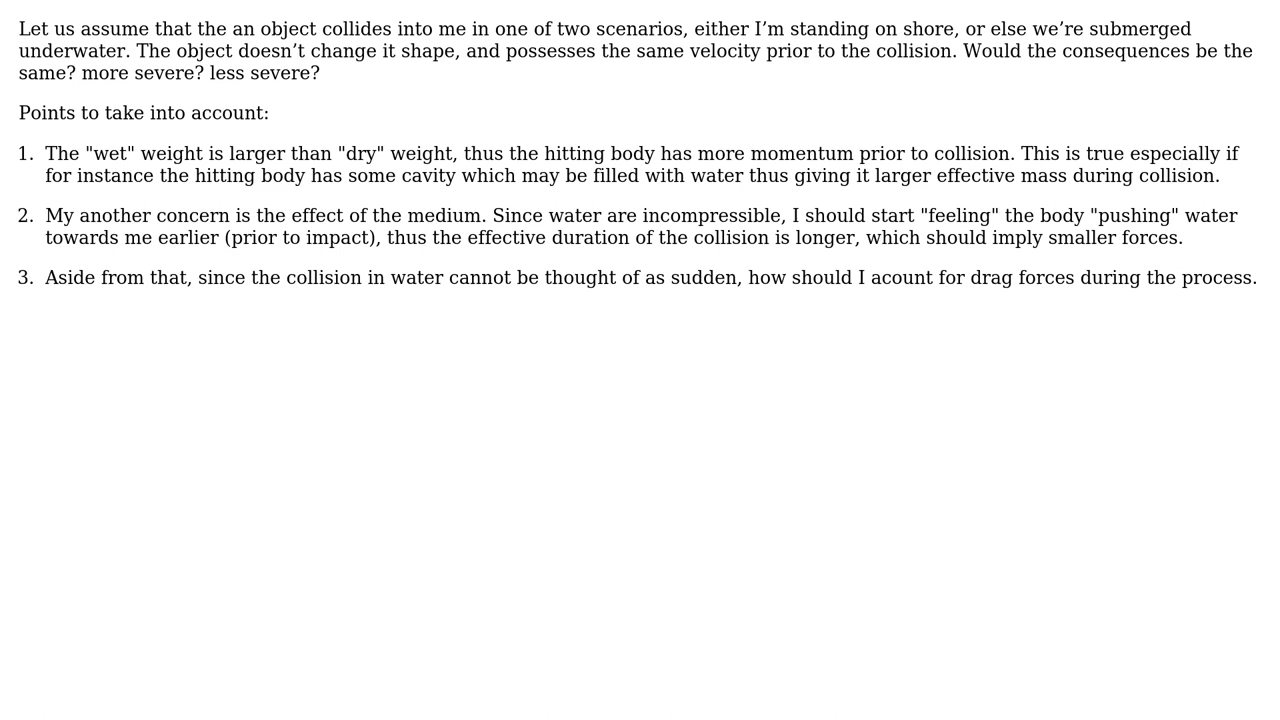 Let us assume that the an object collides into me in one of two scenarios, either I’m standing on shore, or else we’re submerged
underwater. The object doesn’t change it shape, and possesses the same velocity prior to the collision. Would the consequences be the
same? more severe? less severe?
Points to take into account:
1. The "wet" weight is larger than "dry" weight, thus the hitting body has more momentum prior to collision. This is true especially if
for instance the hitting body has some cavity which may be filled with water thus giving it larger effective mass during collision.
2. My another concern is the effect of the medium. Since water are incompressible, I should start "feeling" the body "pushing" water
towards me earlier (prior to impact), thus the effective duration of the collision is longer, which should imply smaller forces.
3. Aside from that, since the collision in water cannot be thought of as sudden, how should I acount for drag forces during the process.